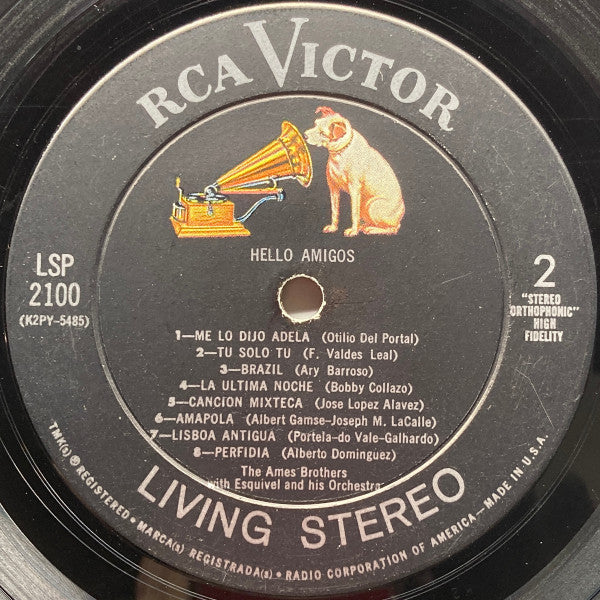 RCA VICTOR
HELLO AMIGOS
LSP
2100
(K2PY-5485)
2
"STEREO
ORTHOPHONIC"
HIGH
FIDELITY
1—ME LO DIJO ADELA (Otilio Del Portal)
2—TU SOLO TU (F. Valdes Leal)
3—BRAZIL (Ary Barroso)
4—LA ULTIMA NOCHE (Bobby Collazo)
5—CANCION MIXTECA (Jose Lopez Alavez)
6—AMAPOLA (Albert Gamse-Joseph M. LaCalle)
7—LISBOA ANTIGUA (Portela-do Vale-Galhardo)
8—PERFIDIA (Alberto Dominguez)
The Ames Brothers
with Esquivel and his Orchestra
LIVING STEREO
TMK(s) ® REGISTERED • MARCA(s) REGISTRADA(s) • RADIO CORPORATION OF AMERICA—MADE IN U.S.A.